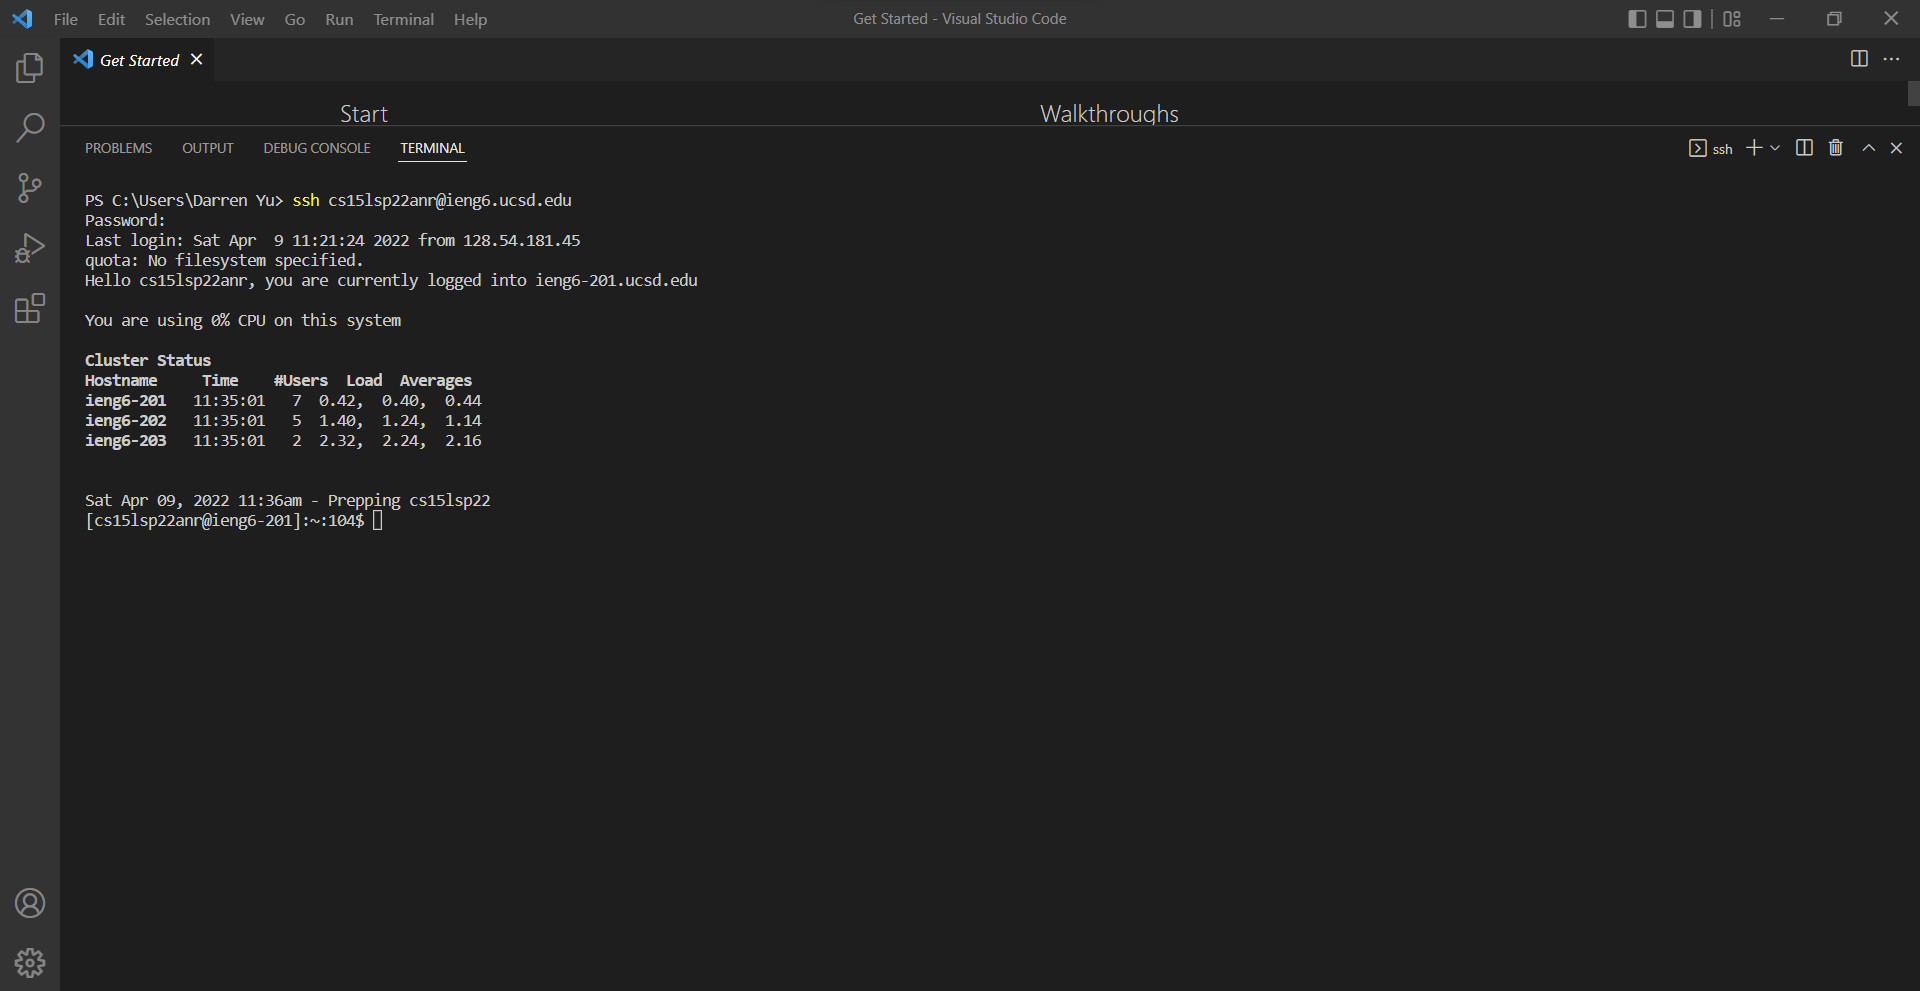 File Edit Selection View Go Run Terminal Help
Get Started - Visual Studio Code
Get Started
Start
Walkthroughs
PROBLEMS OUTPUT DEBUG CONSOLE TERMINAL
ssh
PS C:\Users\Darren Yu> ssh cs15lsp22anr@ieng6.ucsd.edu
Password:
Last login: Sat Apr  9 11:21:24 2022 from 128.54.181.45
quota: No filesystem specified.
Hello cs15lsp22anr, you are currently logged into ieng6-201.ucsd.edu
You are using 0% CPU on this system
Cluster Status
Hostname     Time    #Users  Load  Averages
ieng6-201   11:35:01   7  0.42,  0.40,  0.44
ieng6-202   11:35:01   5  1.40,  1.24,  1.14
ieng6-203   11:35:01   2  2.32,  2.24,  2.16
Sat Apr 09, 2022 11:36am - Prepping cs15lsp22
[cs15lsp22anr@ieng6-201]:~:104$